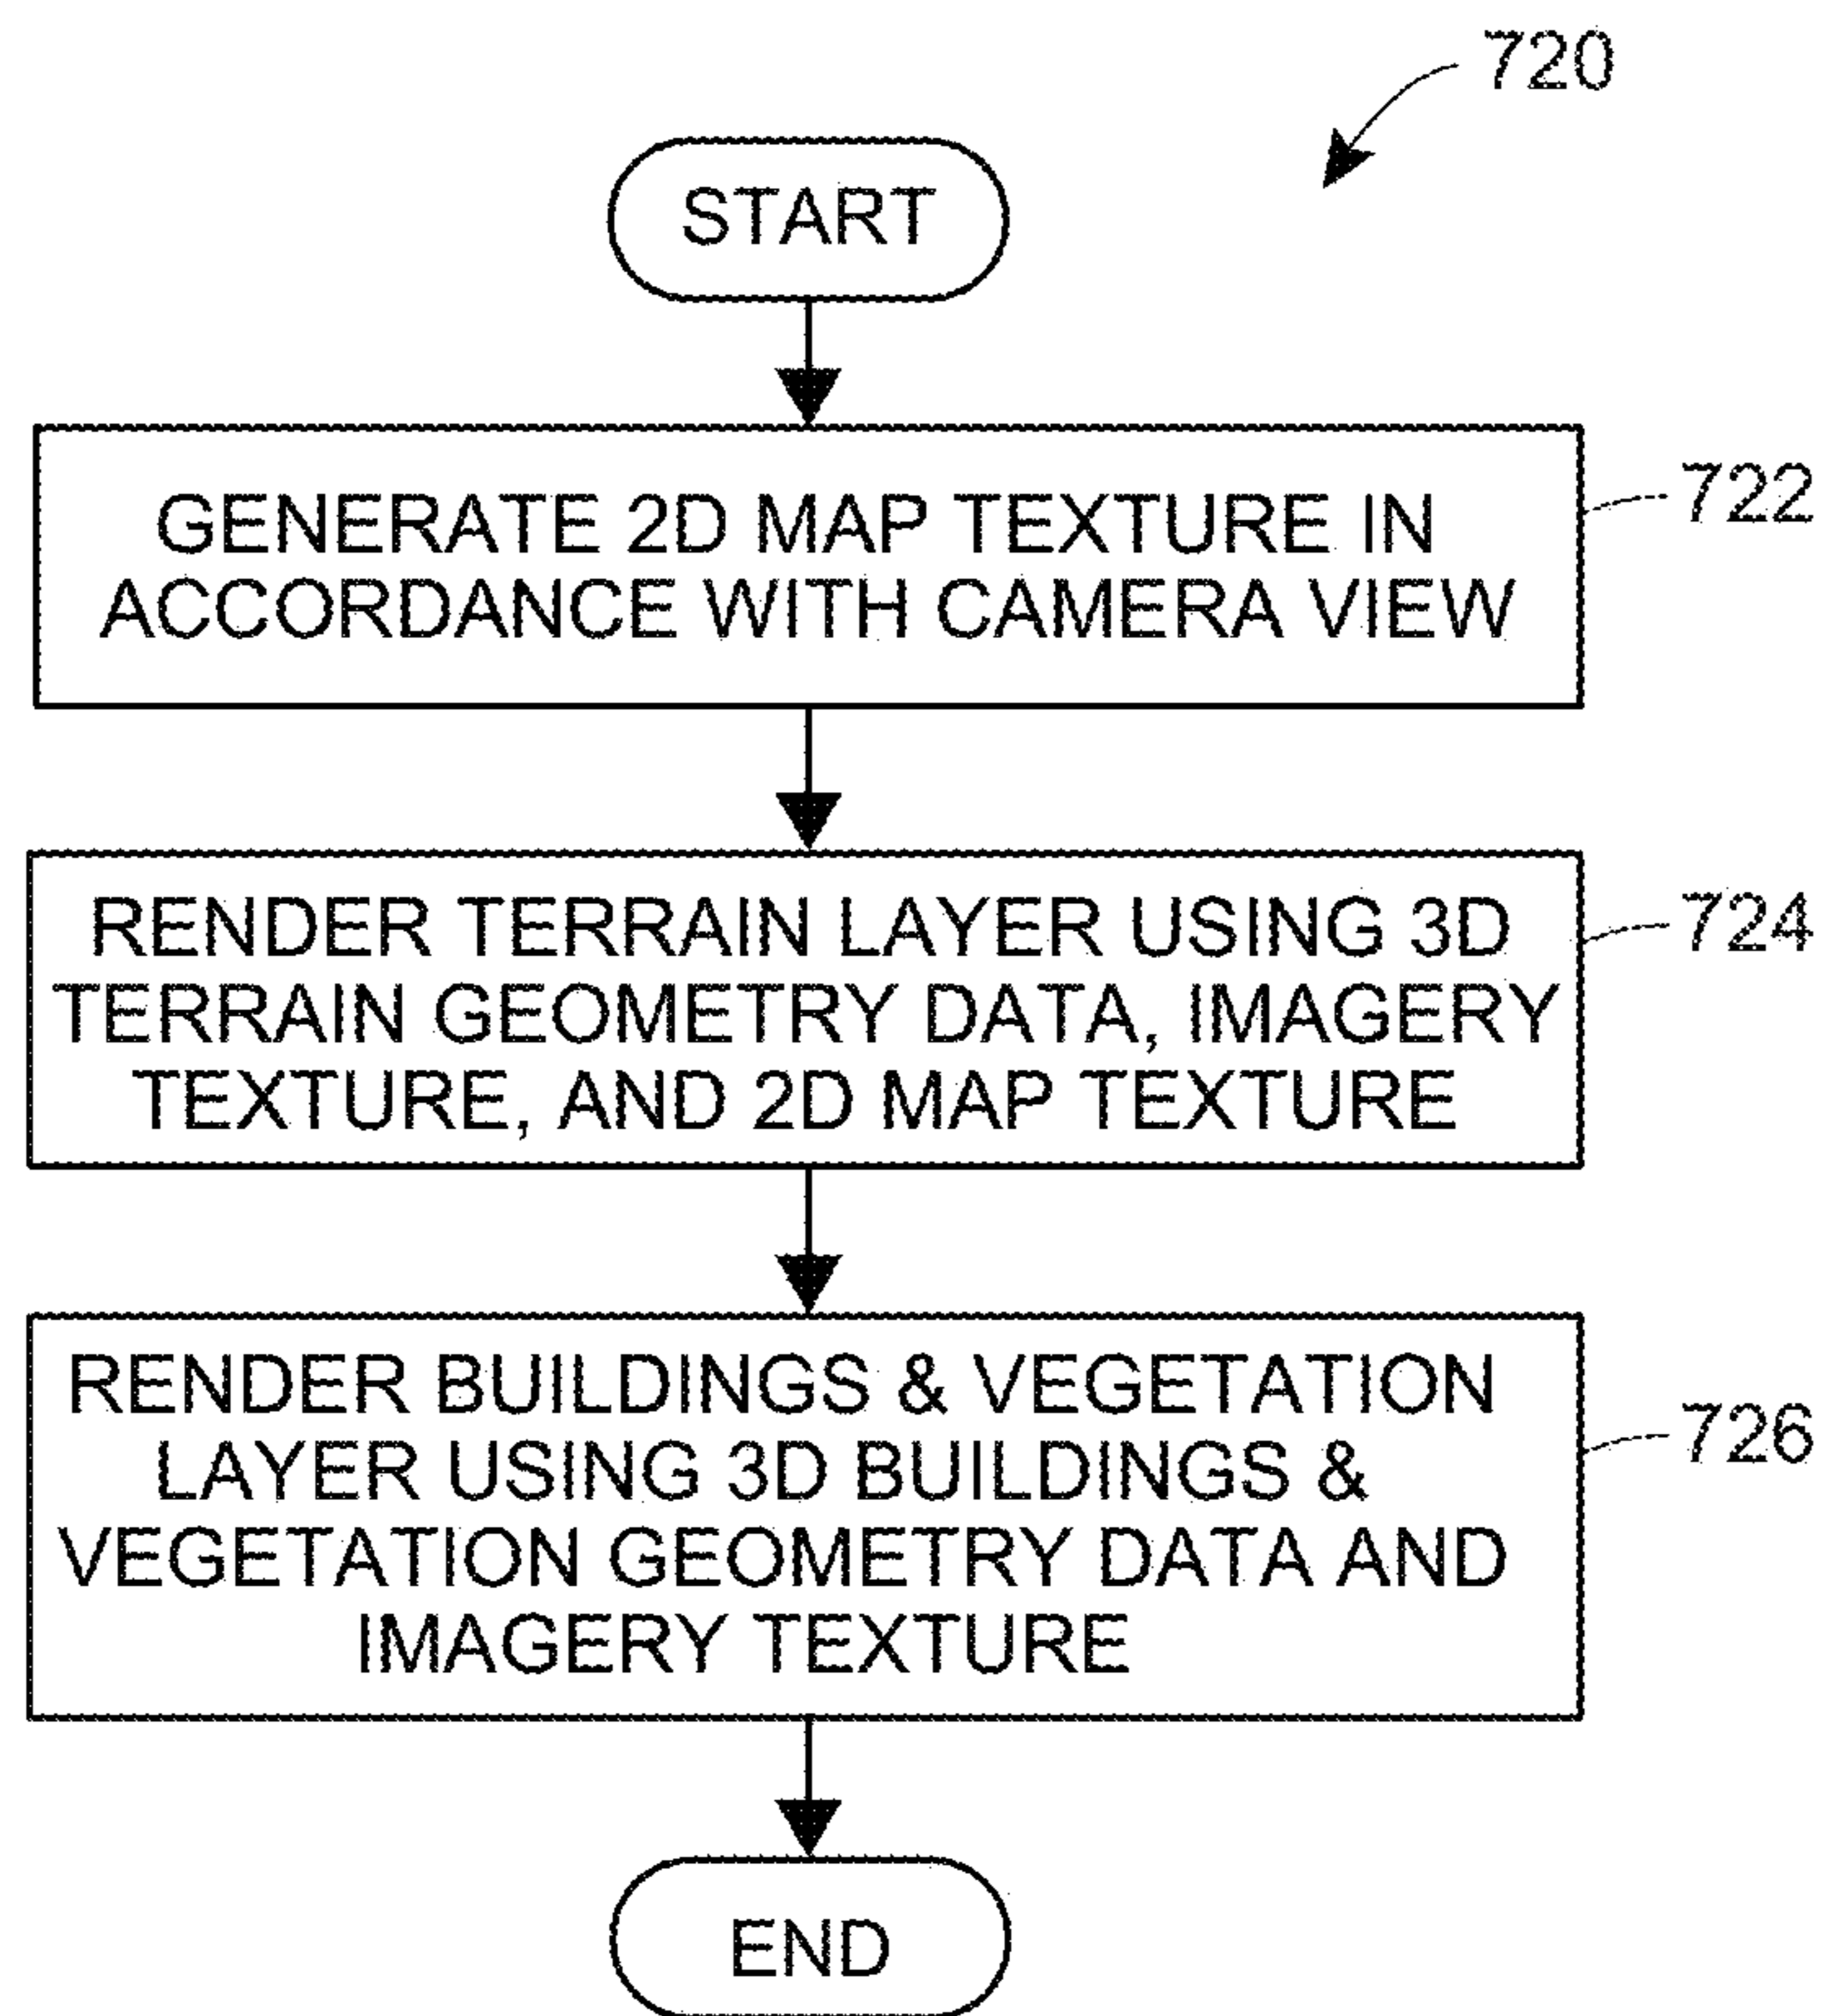 720
START
GENERATE 2D MAP TEXTURE IN
ACCORDANCE WITH CAMERA VIEW
722
RENDER TERRAIN LAYER USING 3D
TERRAIN GEOMETRY DATA, IMAGERY
TEXTURE, AND 2D MAP TEXTURE
724
RENDER BUILDINGS & VEGETATION
LAYER USING 3D BUILDINGS &
VEGETATION GEOMETRY DATA AND
IMAGERY TEXTURE
726
END